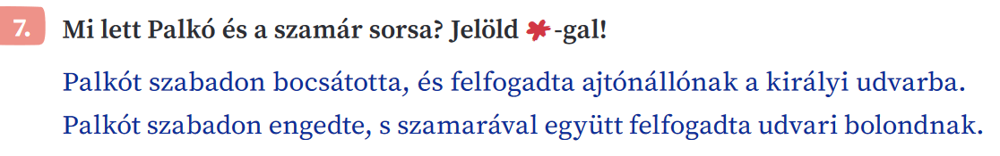 7. Mi lett Palkó és a szamár sorsa? Jelöld -gal!
Palkót szabadon bocsátotta, és felfogadta ajtónállónak a királyi udvarba.
Palkót szabadon engedte, s szamarával együtt felfogadta udvari bolondnak.